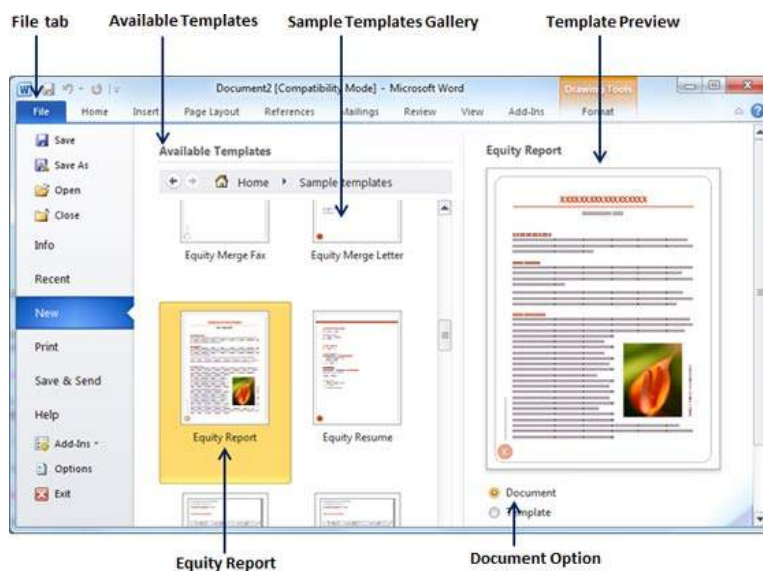 File tab Available Templates Sample Templates Gallery Template Preview
Document2 [Compatibility Mode] - Microsoft Word Drawing Tools
File Home Insert Page Layout References Mailings Review View Add-Ins Format
Save
Save As
Open
Close
Info
Recent
New
Print
Save & Send
Help
Add-Ins
Options
Exit
Available Templates
Home Sample templates
Equity Merge Fax Equity Merge Letter
Equity Report Equity Resume
Equity Report
XXXXXXXXXXXXXXXXX
Document
Template
Equity Report Document Option